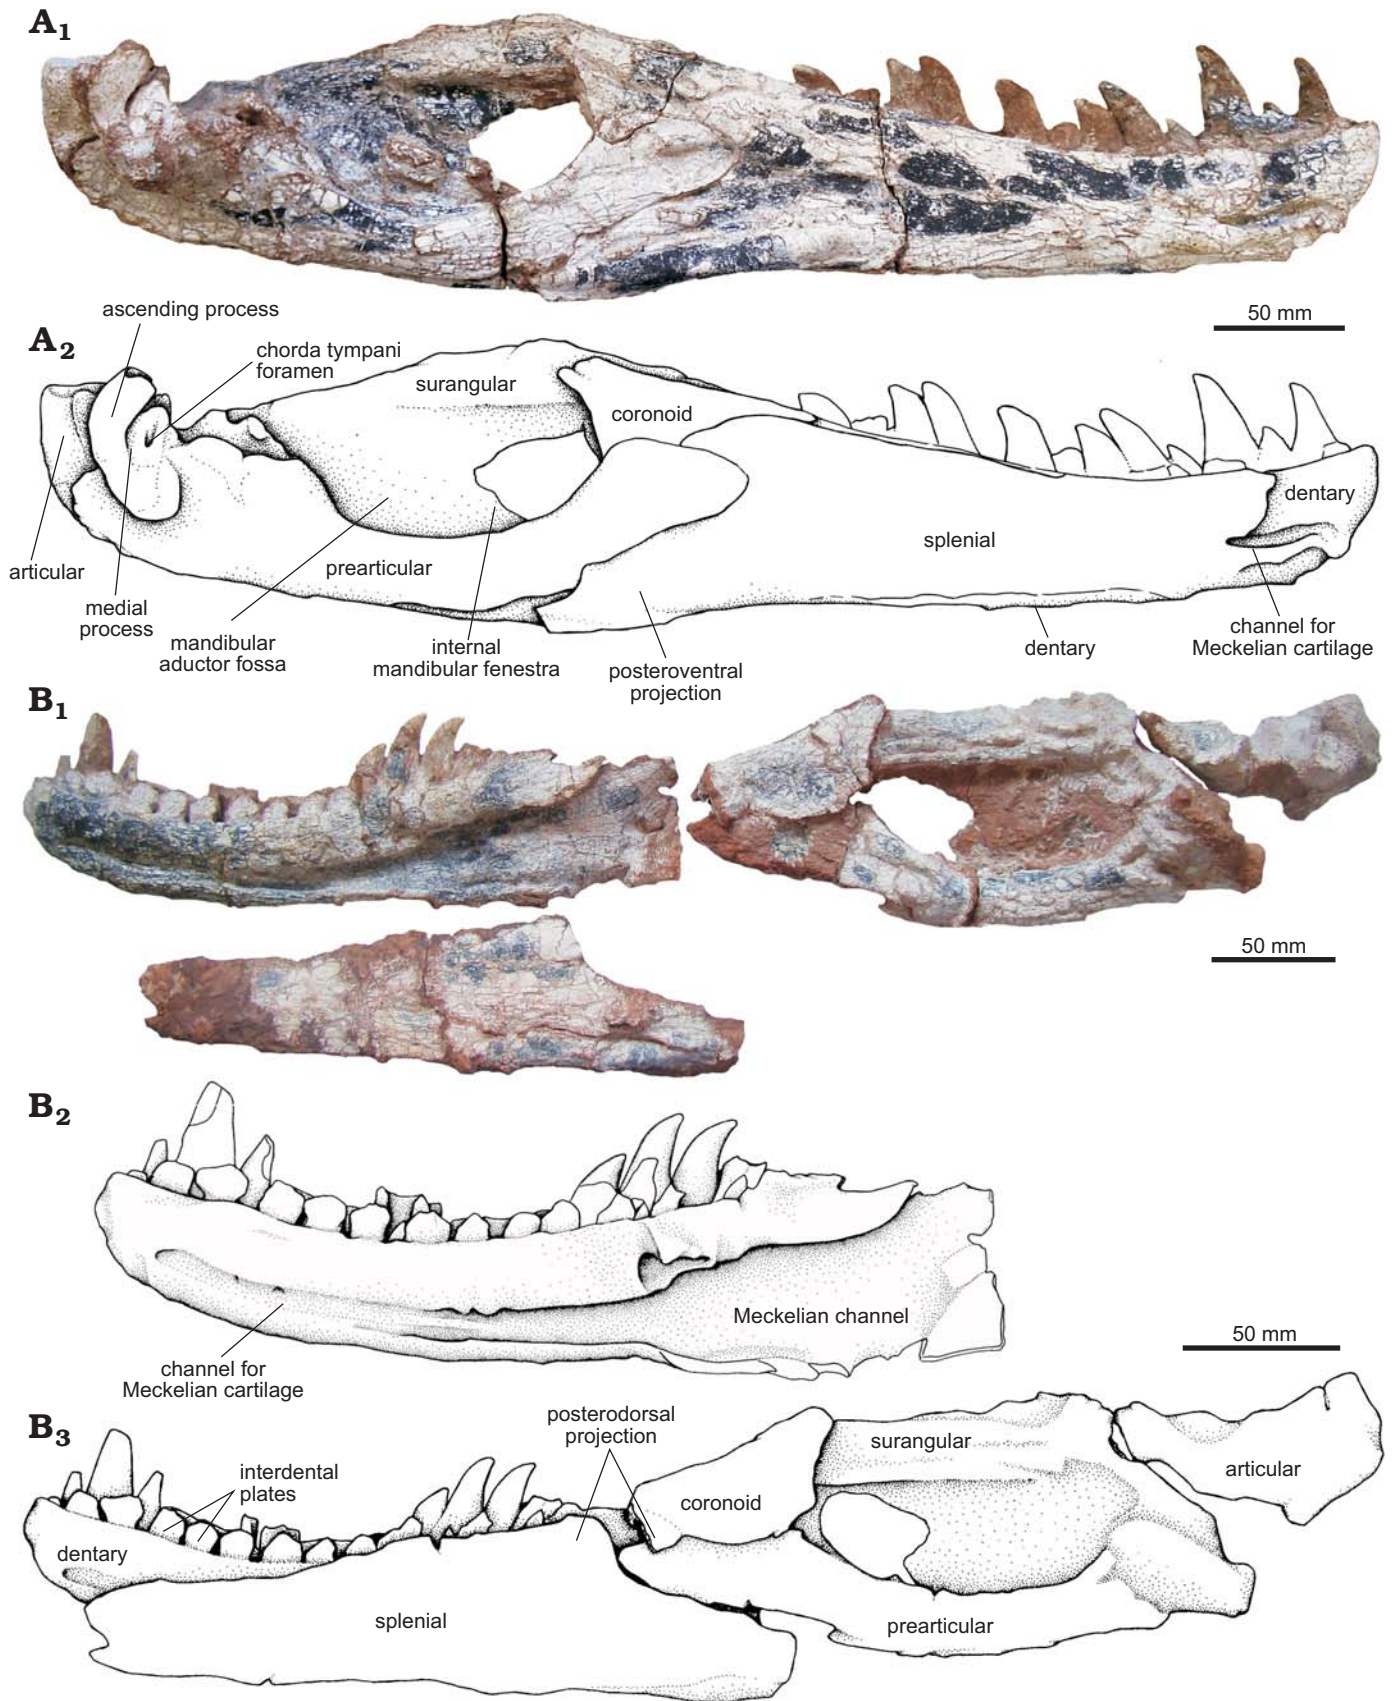 A1
50 mm
A2
ascending process
chorda tympani
foramen
surangular
coronoid
dentary
splenial
articular
prearticular
medial
process
mandibular
aductor fossa
internal
mandibular fenestra
posteroventral
projection
dentary
channel for
Meckelian cartilage
B1
50 mm
B2
Meckelian channel
channel for
Meckelian cartilage
50 mm
B3
posterodorsal
projection
interdental
plates
surangular
coronoid
articular
dentary
splenial
prearticular